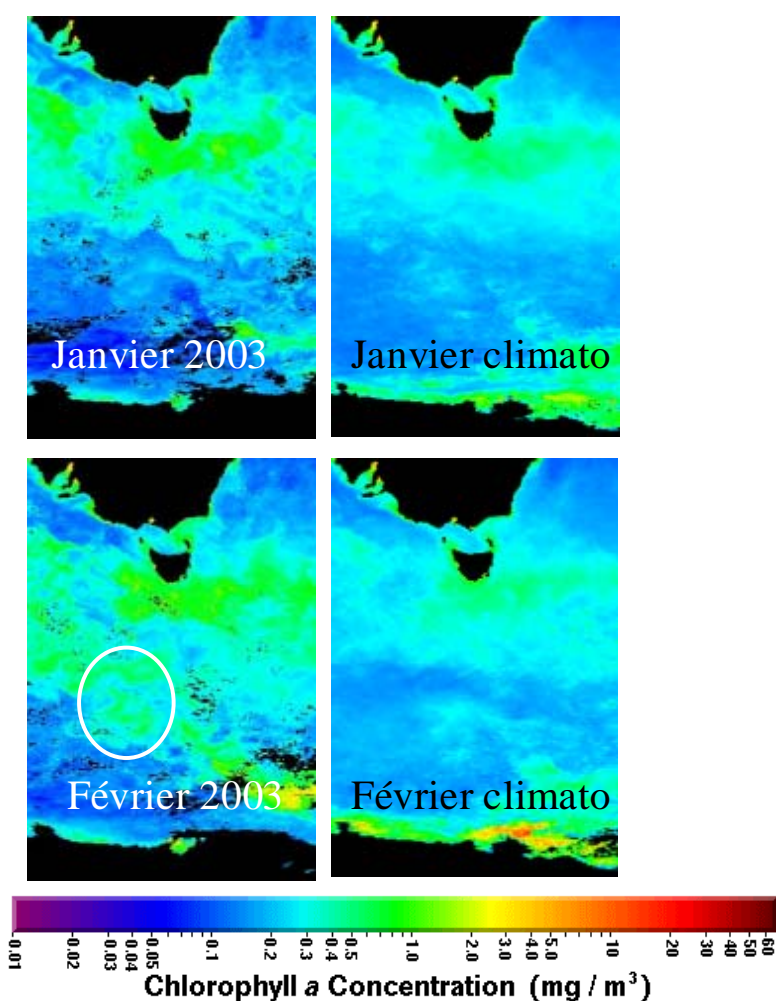 Janvier 2003
Janvier climato
Février 2003
Février climato
0.01 0.02 0.03 0.04 0.05 0.1 0.2 0.3 0.4 0.5 1.0 2.0 3.0 4.0 5.0 10 20 30 40 50 60
Chlorophyll a Concentration (mg / m³)